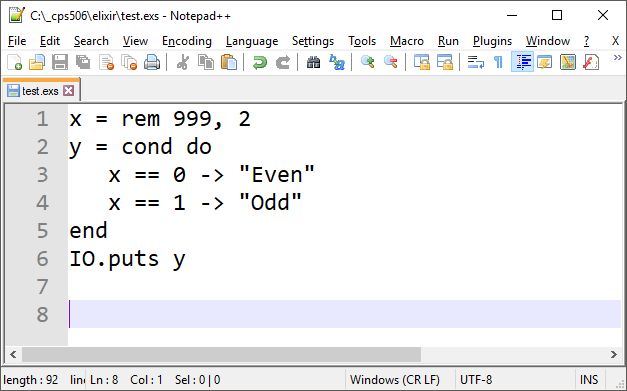 C:\_cps506\elixir\test.exs - Notepad++
File Edit Search View Encoding Language Settings Tools Macro Run Plugins Window ? X
test.exs
1 x = rem 999, 2
2 y = cond do
3    x == 0 -> "Even"
4    x == 1 -> "Odd"
5 end
6 IO.puts y
7
8
length : 92 line Ln : 8 Col : 1 Sel : 0 | 0 Windows (CR LF) UTF-8 INS